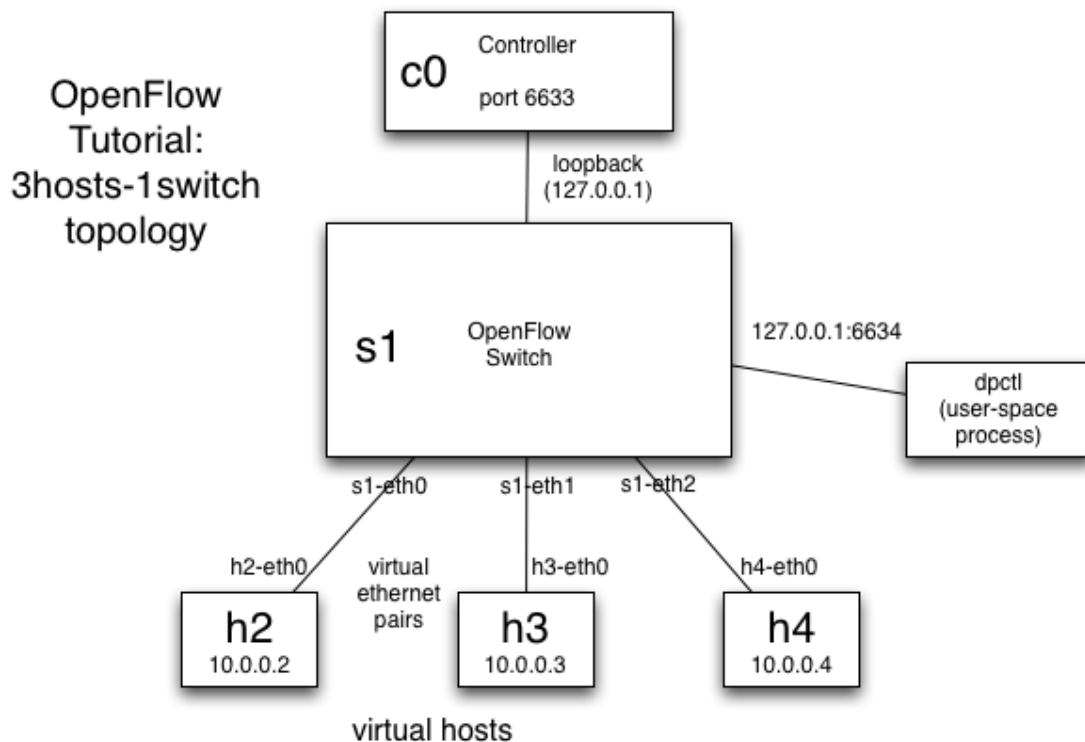 OpenFlow
Tutorial:
3hosts-1switch
topology
c0
Controller
port 6633
loopback
(127.0.0.1)
s1
OpenFlow
Switch
127.0.0.1:6634
dpctl
(user-space
process)
s1-eth0
s1-eth1
s1-eth2
h2-eth0
virtual
ethernet
pairs
h3-eth0
h4-eth0
h2
10.0.0.2
h3
10.0.0.3
h4
10.0.0.4
virtual hosts